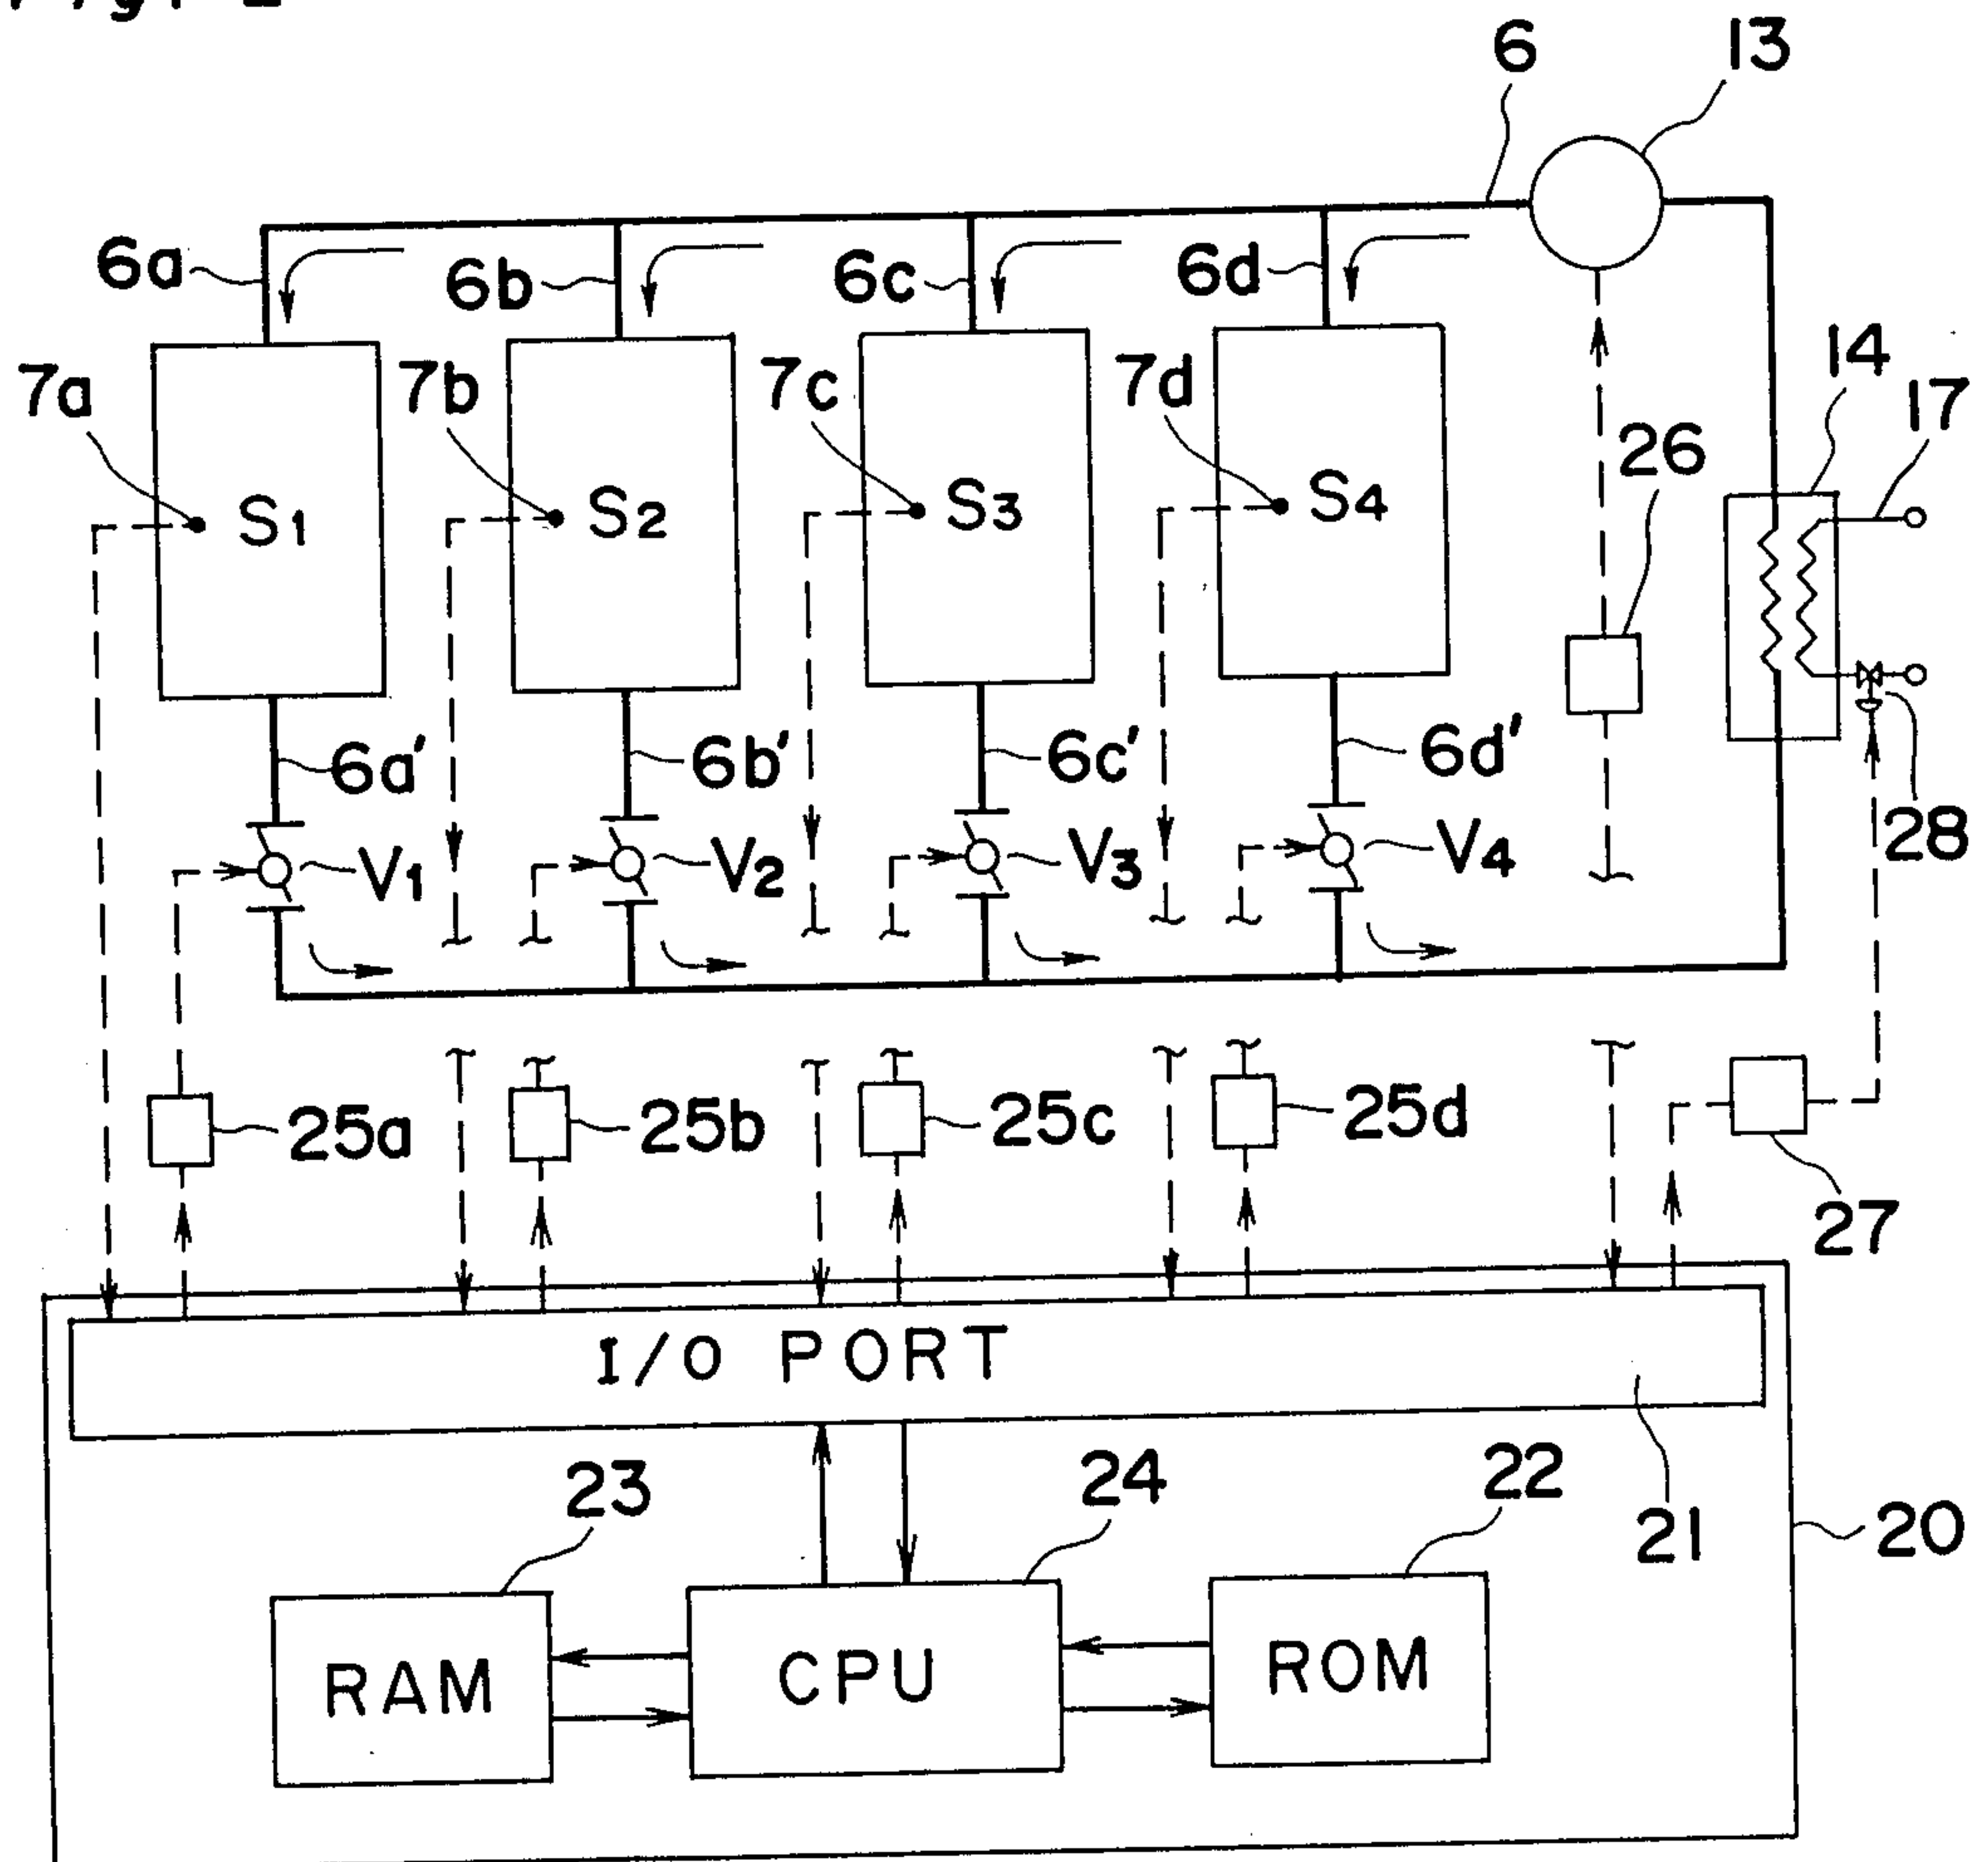 6 13
6a 6b 6c 6d
7a 7b 7c 7d 14 17
26
S1 S2 S3 S4
6a' 6b' 6c' 6d'
V1 V2 V3 V4 28
25a 25b 25c 25d
27
I/O PORT
23 24 22 21 20
RAM CPU ROM